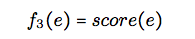 f₃(e) = score(e)